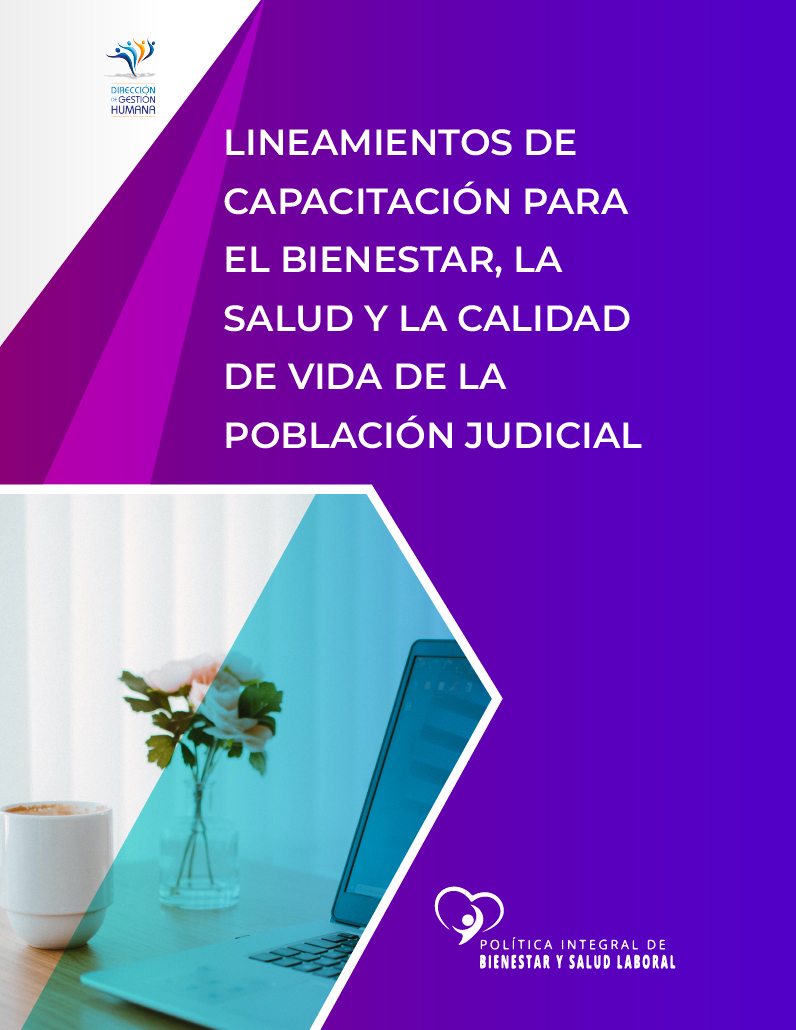 DIRECCIÓN
DE GESTIÓN
HUMANA
LINEAMIENTOS DE
CAPACITACIÓN PARA
EL BIENESTAR, LA
SALUD Y LA CALIDAD
DE VIDA DE LA
POBLACIÓN JUDICIAL
POLÍTICA INTEGRAL DE
BIENESTAR Y SALUD LABORAL